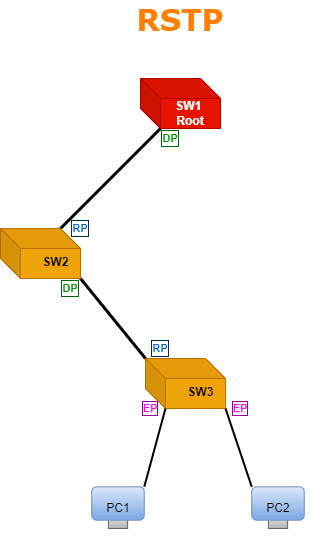 RSTP
SW1
Root
DP
RP
SW2
DP
RP
SW3
EP
EP
PC1
PC2